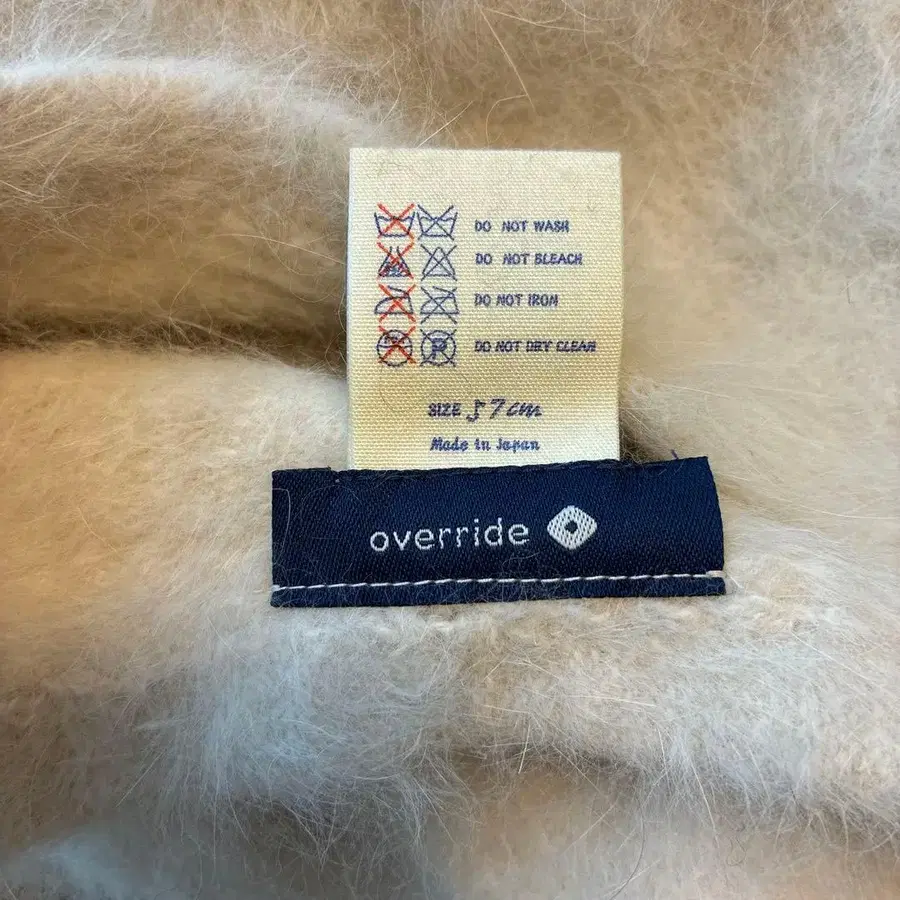 DO NOT WASH
DO NOT BLEACH
DO NOT IRON
DO NOT DRY CLEAN
SIZE 57cm
Made in Japan
override